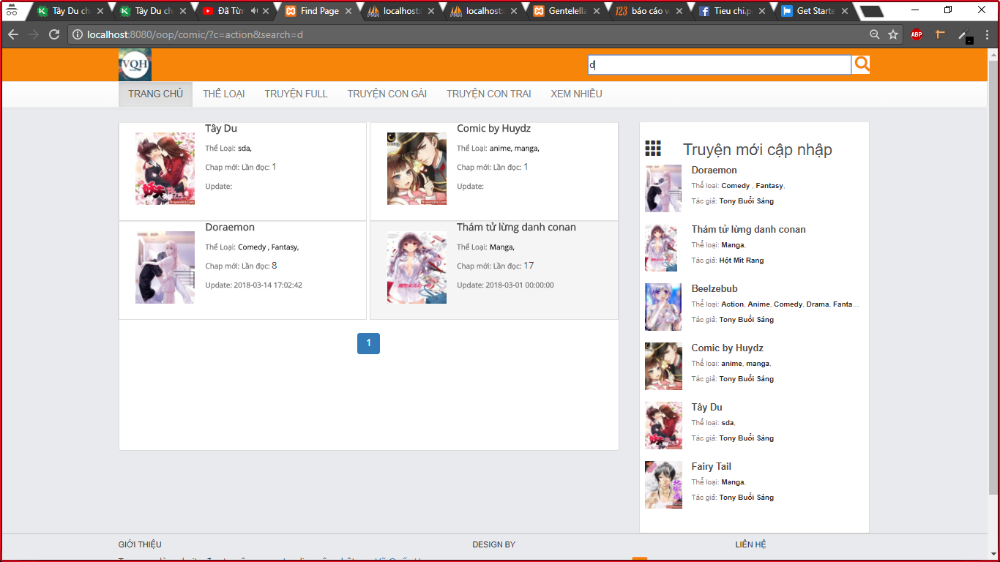 Tây Du ch
Tây Du ch
Đã Từn
Find Page
localhost:
localhost:
Gentelella
báo cáo w
Tieu chi.p
Get Starte
localhost:8080/oop/comic/?c=action&search=d
ABP
VQH
d
TRANG CHỦ THỂ LOẠI TRUYỆN FULL TRUYỆN CON GÁI TRUYỆN CON TRAI XEM NHIỀU
Tây Du
Thể Loại: sda,
Chap mới: Lần đọc: 1
Update:
Comic by Huydz
Thể Loại: anime, manga,
Chap mới: Lần đọc: 1
Update:
Doraemon
Thể Loại: Comedy , Fantasy,
Chap mới: Lần đọc: 8
Update: 2018-03-14 17:02:42
Thám tử lừng danh conan
Thể Loại: Manga,
Chap mới: Lần đọc: 17
Update: 2018-03-01 00:00:00
1
Truyện mới cập nhập
Doraemon
Thể loại: Comedy , Fantasy,
Tác giả: Tony Buổi Sáng
Thám tử lừng danh conan
Thể loại: Manga,
Tác giả: Hột Mít Rang
Beelzebub
Thể loại: Action, Anime, Comedy, Drama, Fanta...
Tác giả: Tony Buổi Sáng
Comic by Huydz
Thể loại: anime, manga,
Tác giả: Tony Buổi Sáng
Tây Du
Thể loại: sda,
Tác giả: Tony Buổi Sáng
Fairy Tail
Thể loại: Manga,
Tác giả: Tony Buổi Sáng
GIỚI THIỆU
DESIGN BY
LIÊN HỆ